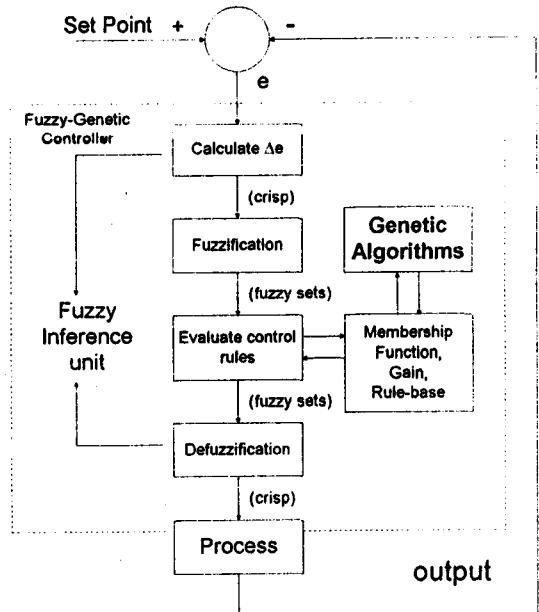 Set Point + -
e
Fuzzy-Genetic
Controller
Calculate Δe
(crisp)
Fuzzification
Genetic
Algorithms
(fuzzy sets)
Fuzzy
Inference
unit
Evaluate control
rules
Membership
Function,
Gain,
Rule-base
(fuzzy sets)
Defuzzification
(crisp)
Process
output